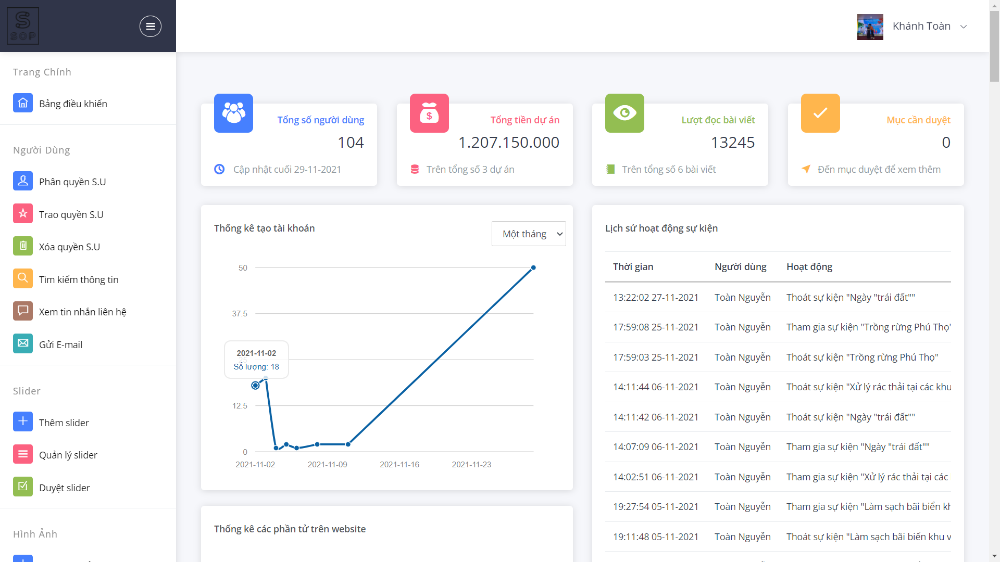 S
SOP
Khánh Toàn
Trang Chính
Bảng điều khiển
Người Dùng
Phân quyền S.U
Trao quyền S.U
Xóa quyền S.U
Tìm kiếm thông tin
Xem tin nhắn liên hệ
Gửi E-mail
Slider
Thêm slider
Quản lý slider
Duyệt slider
Hình Ảnh
Tổng số người dùng
104
Cập nhật cuối 29-11-2021
Tổng tiền dự án
1.207.150.000
Trên tổng số 3 dự án
Lượt đọc bài viết
13245
Trên tổng số 6 bài viết
Mục cần duyệt
0
Đến mục duyệt để xem thêm
Thống kê tạo tài khoản
Một tháng
50
37.5
25
12.5
0
2021-11-02
Số lượng: 18
2021-11-02 2021-11-09 2021-11-16 2021-11-23
Thống kê các phần tử trên website
Lịch sử hoạt động sự kiện
Thời gian Người dùng Hoạt động
13:22:02 27-11-2021 Toàn Nguyễn Thoát sự kiện "Ngày "trái đất""
17:59:08 25-11-2021 Toàn Nguyễn Tham gia sự kiện "Trồng rừng Phú Thọ"
17:59:03 25-11-2021 Toàn Nguyễn Thoát sự kiện "Trồng rừng Phú Thọ"
14:11:44 06-11-2021 Toàn Nguyễn Thoát sự kiện "Xử lý rác thải tại các khu
14:11:42 06-11-2021 Toàn Nguyễn Thoát sự kiện "Ngày "trái đất""
14:07:09 06-11-2021 Toàn Nguyễn Tham gia sự kiện "Ngày "trái đất""
14:02:51 06-11-2021 Toàn Nguyễn Tham gia sự kiện "Xử lý rác thải tại các
19:27:54 05-11-2021 Toàn Nguyễn Tham gia sự kiện "Làm sạch bãi biển kh
19:11:48 05-11-2021 Toàn Nguyễn Thoát sự kiện "Làm sạch bãi biển khu v